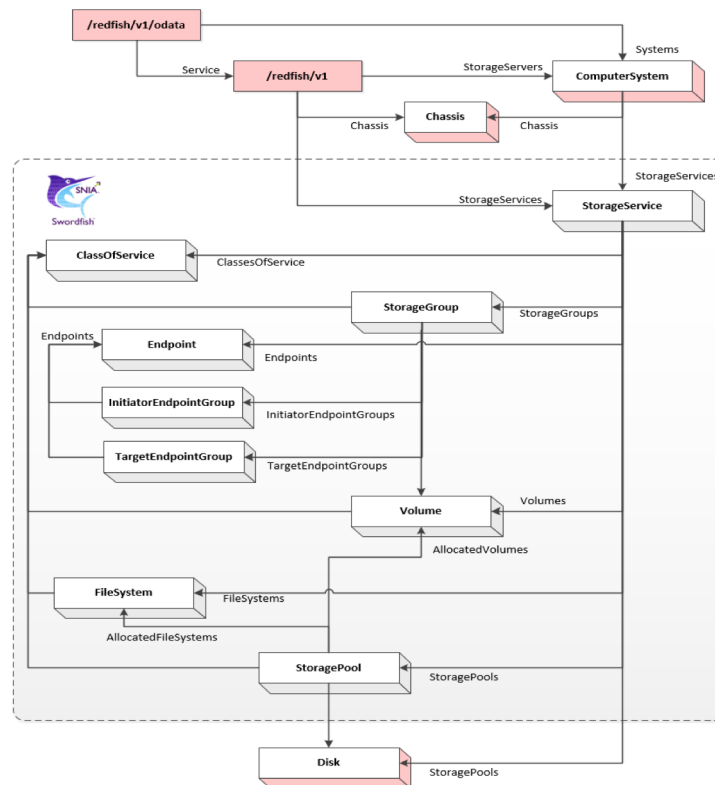 /redfish/v1/odata
Systems
Service
/redfish/v1
StorageServers
ComputerSystem
Chassis
Chassis
Chassis
StorageServices
SNIA
Swordfish
StorageServices
StorageService
ClassOfService
ClassesOfService
StorageGroup
StorageGroups
Endpoints
Endpoint
Endpoints
InitiatorEndpointGroup
InitiatorEndpointGroups
TargetEndpointGroup
TargetEndpointGroups
Volume
Volumes
AllocatedVolumes
FileSystem
FileSystems
AllocatedFileSystems
StoragePool
StoragePools
Disk
StoragePools